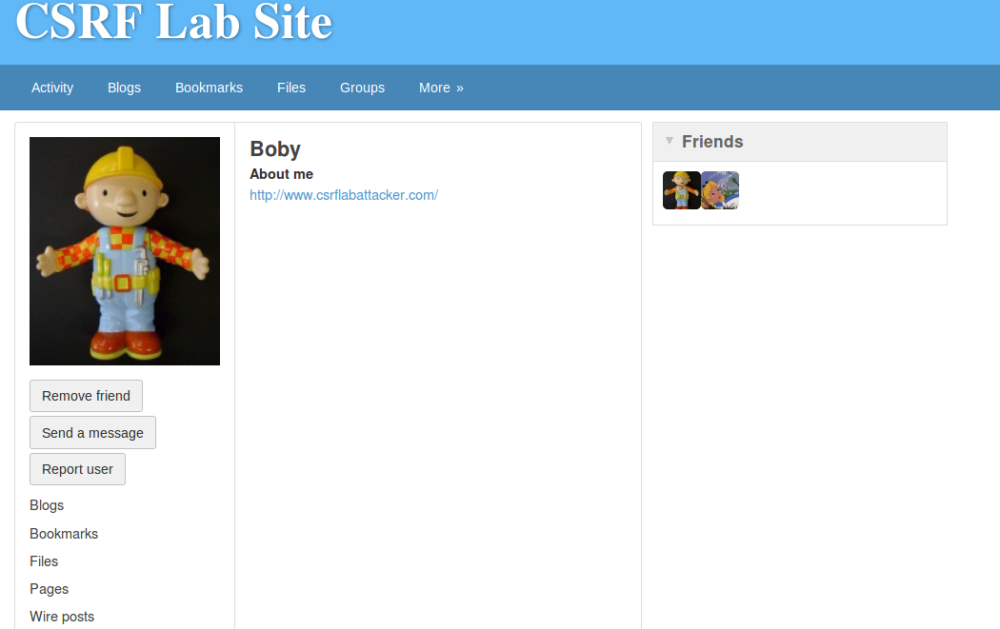 CSRF Lab Site
Activity
Blogs
Bookmarks
Files
Groups
More »
Boby
About me
http://www.csrflabattacker.com/
Remove friend
Send a message
Report user
Blogs
Bookmarks
Files
Pages
Wire posts
Friends